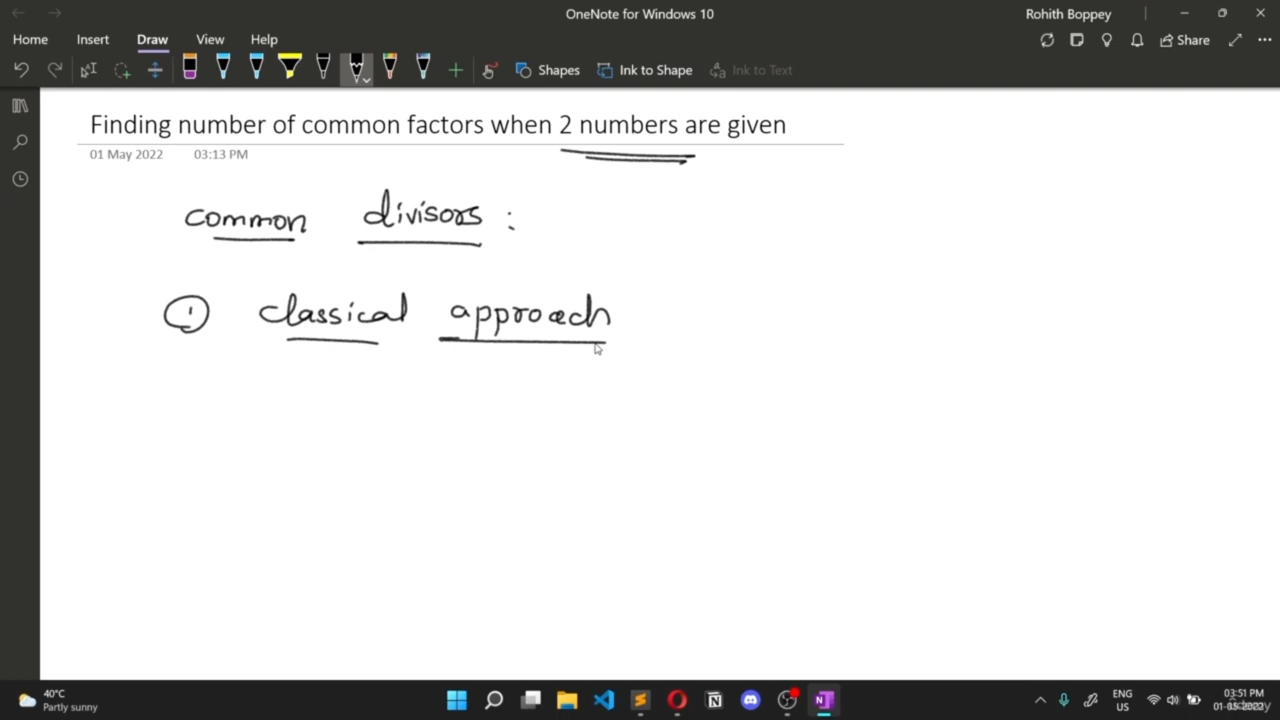 OneNote for Windows 10
Rohith Boppey
Home Insert Draw View Help
Share
Shapes Ink to Shape Ink to Text
Finding number of common factors when 2 numbers are given
01 May 2022 03:13 PM
common divisors :
1 classical approach
40°C
Partly sunny
ENG
US
03:51 PM
01-05-2022